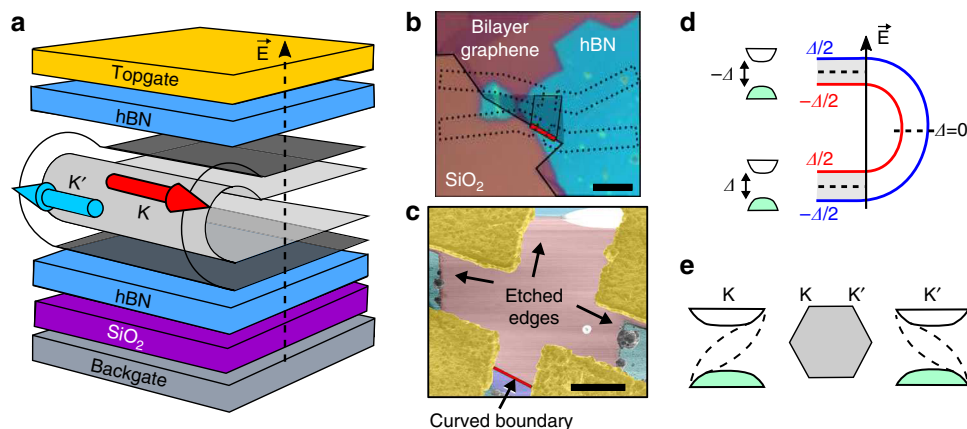 a
E
Topgate
hBN
K′
K
hBN
SiO₂
Backgate
b
Bilayer
graphene
hBN
SiO₂
c
Etched
edges
Curved boundary
d
E
Δ/2
-Δ
-Δ/2
Δ=0
Δ/2
Δ
-Δ/2
e
K
K K′
K′